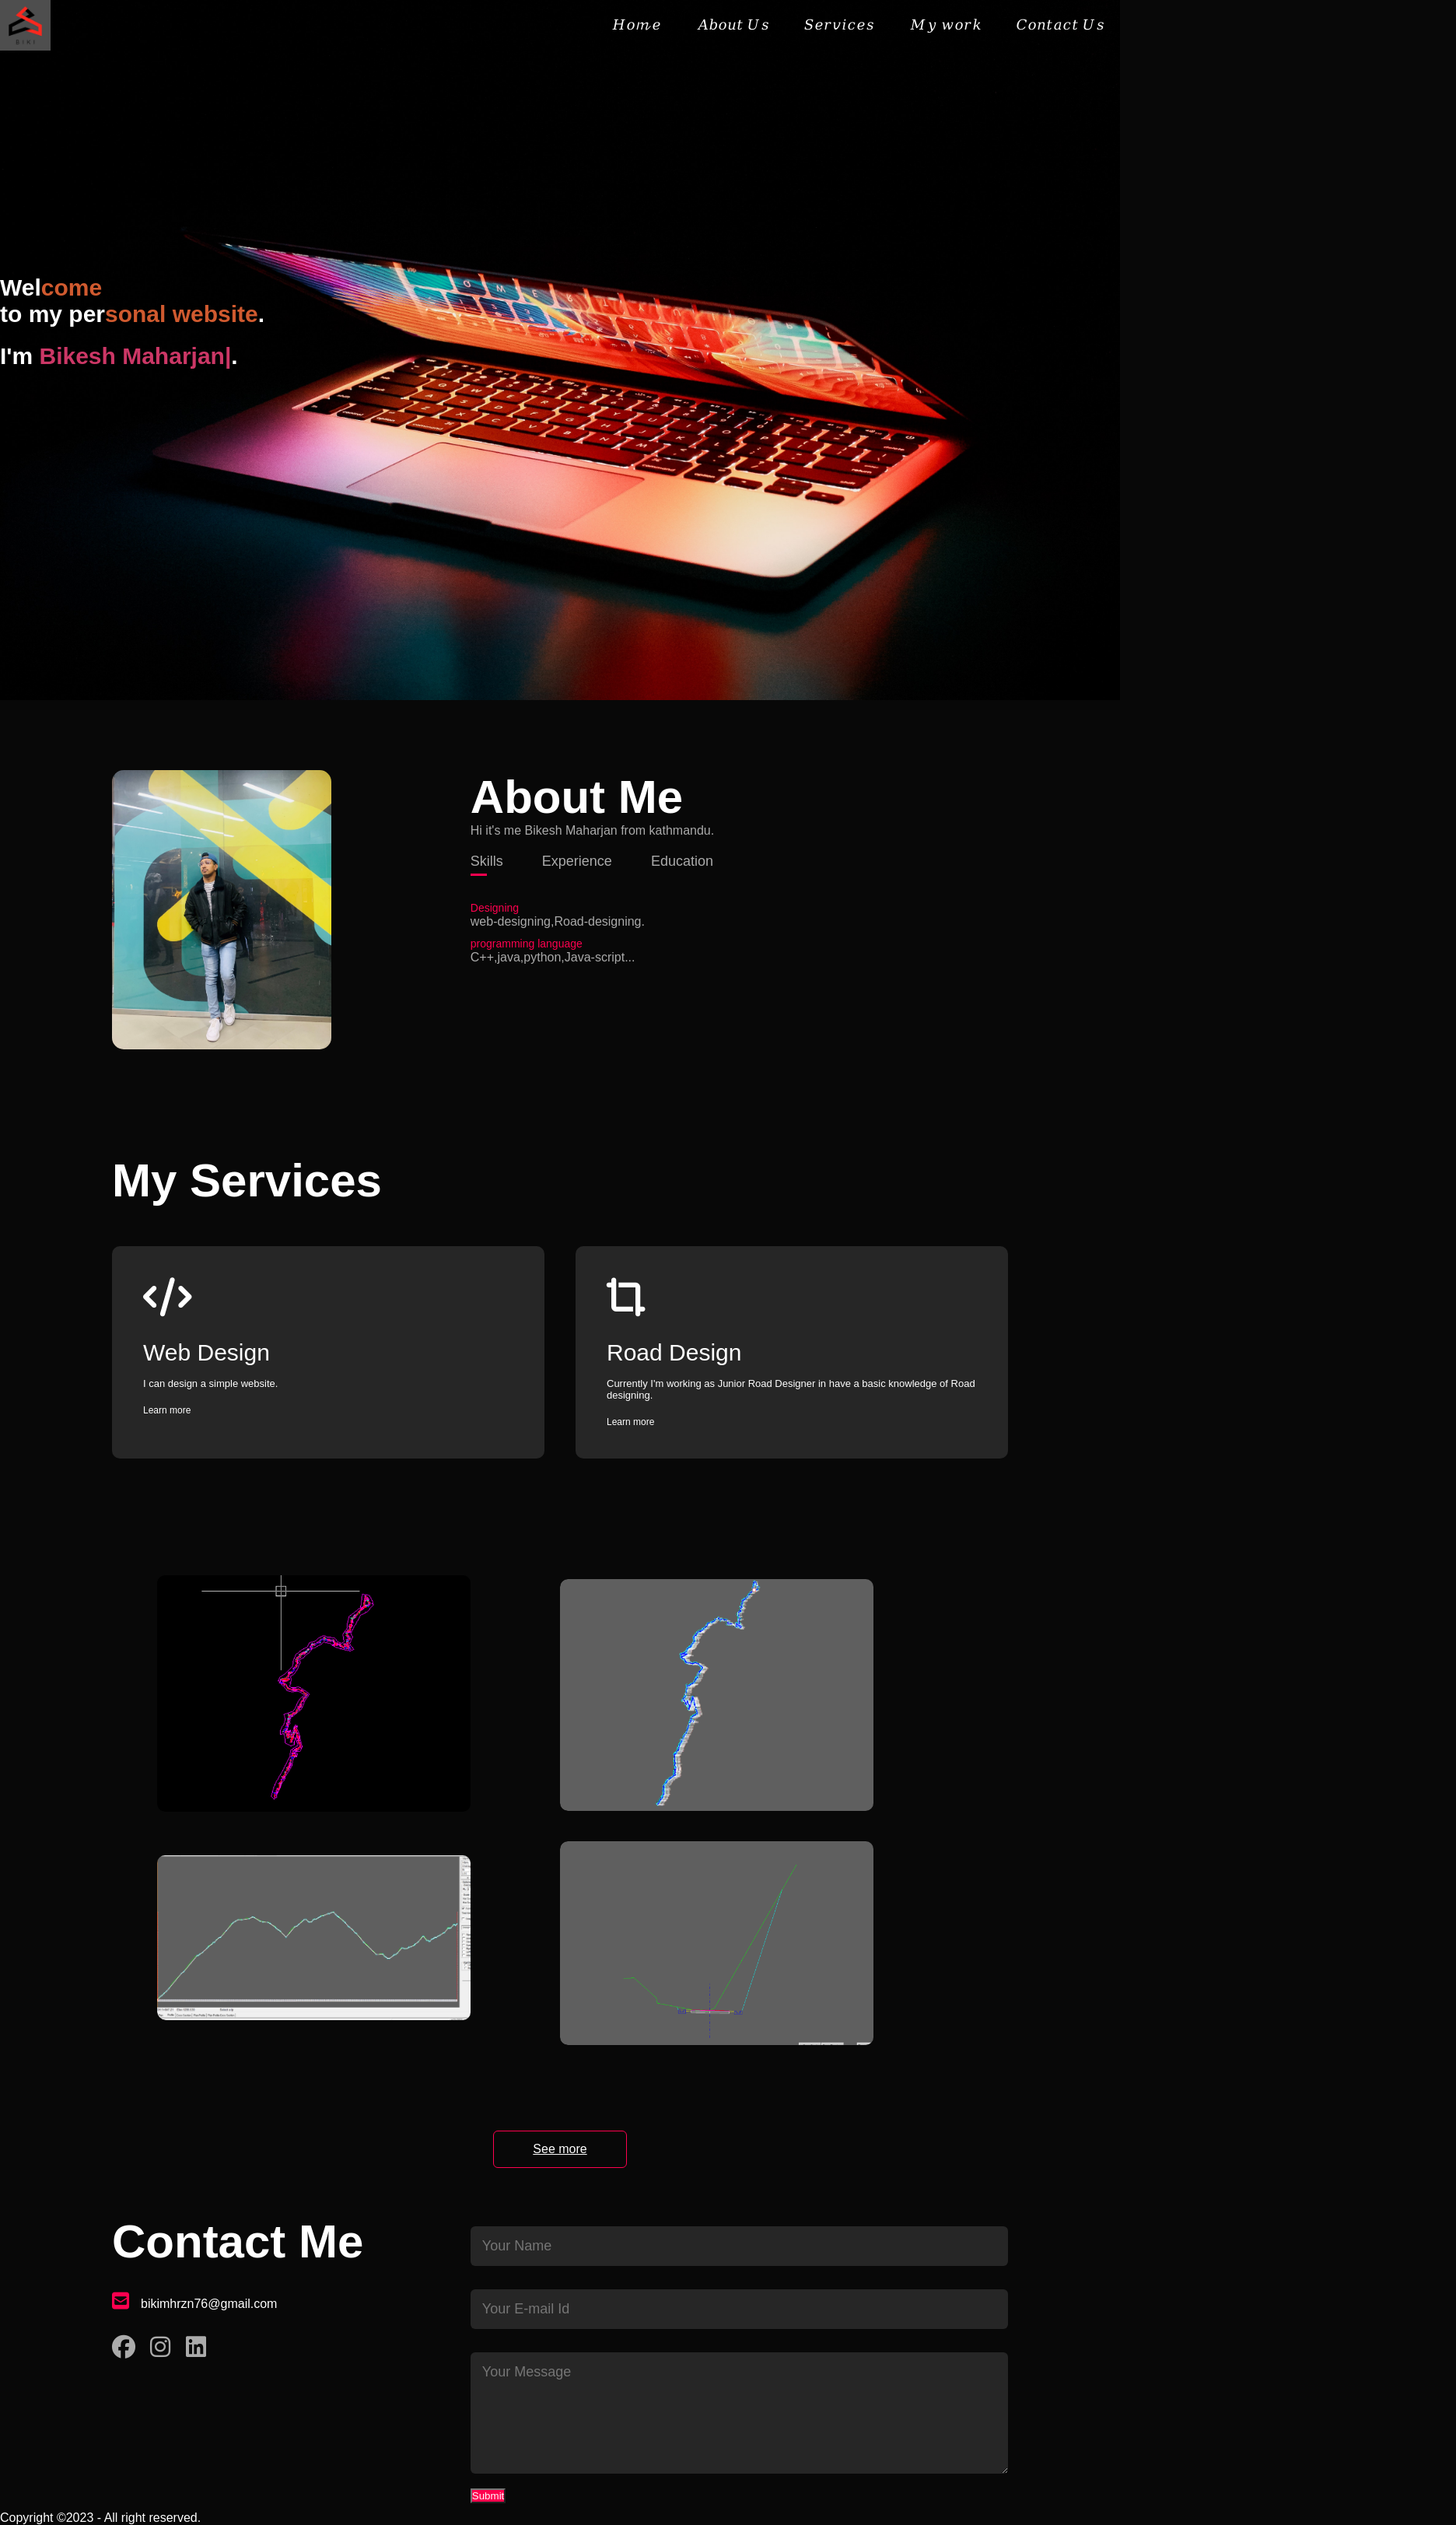 BIKI
Home About Us Services My work Contact Us
Welcome
to my personal website.
I'm Bikesh Maharjan|.
About Me
Hi it's me Bikesh Maharjan from kathmandu.
Skills Experience Education
Designing
web-designing,Road-designing.
programming language
C++,java,python,Java-script...
My Services
Web Design
I can design a simple website.
Learn more
Road Design
Currently I'm working as Junior Road Designer in have a basic knowledge of Road
designing.
Learn more
See more
Contact Me
bikimhrzn76@gmail.com
Your Name
Your E-mail Id
Your Message
Submit
Copyright ©2023 - All right reserved.